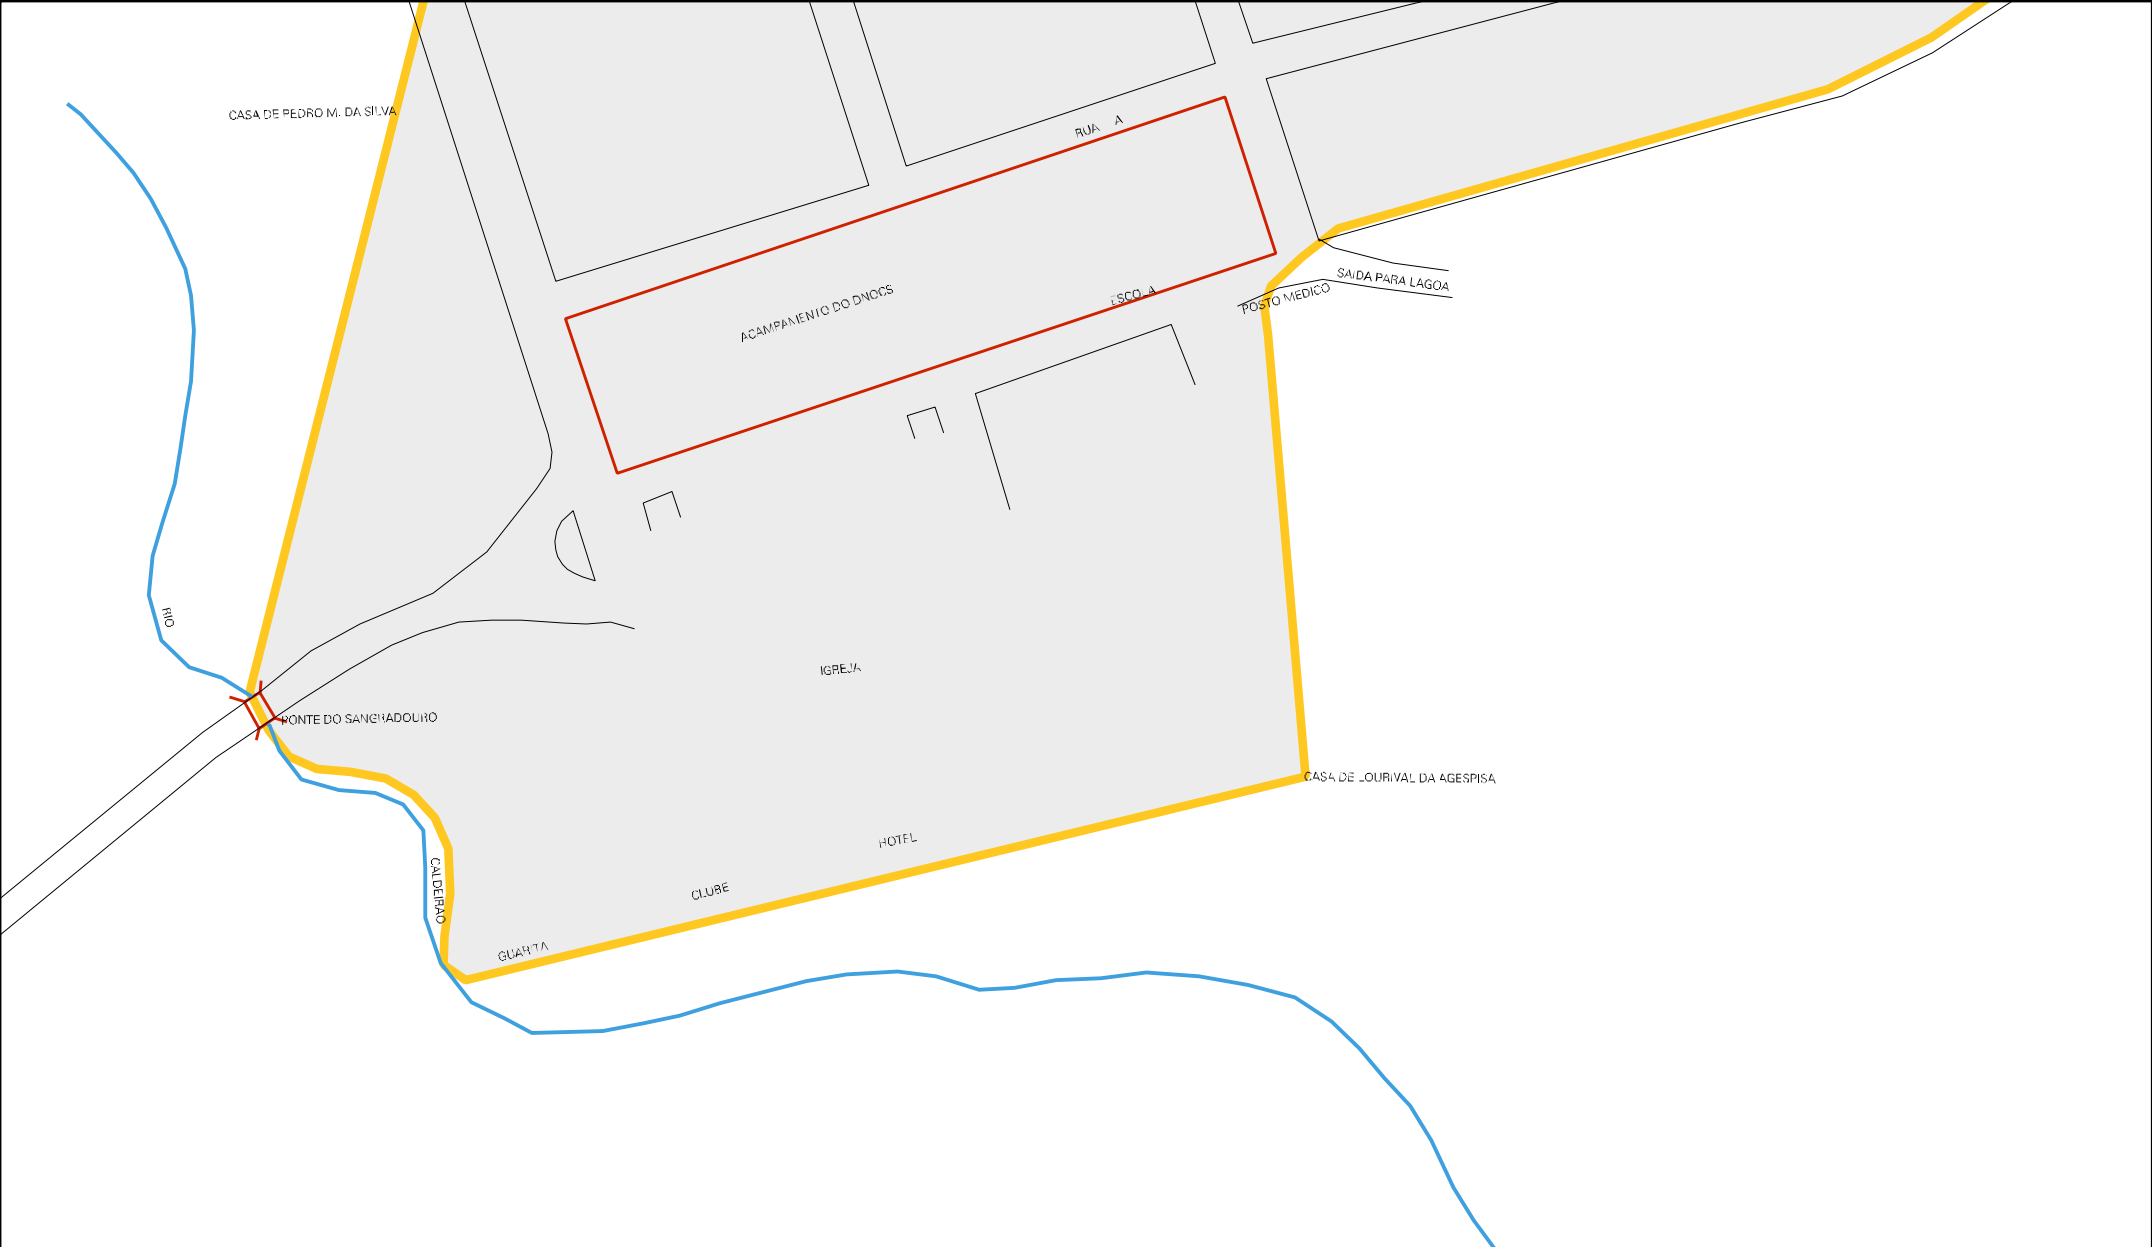 CASA DE PEDRO M. DA SILVA
RUA A
ACAMPAMENTO DO DNOCS
ESCOLA
SAIDA PARA LAGOA
POSTO MEDICO
RIO
IGREJA
PONTE DO SANGRADOURO
CASA DE LOURIVAL DA AGESPISA
HOTEL
CALDEIRAO
CLUBE
GUARITA